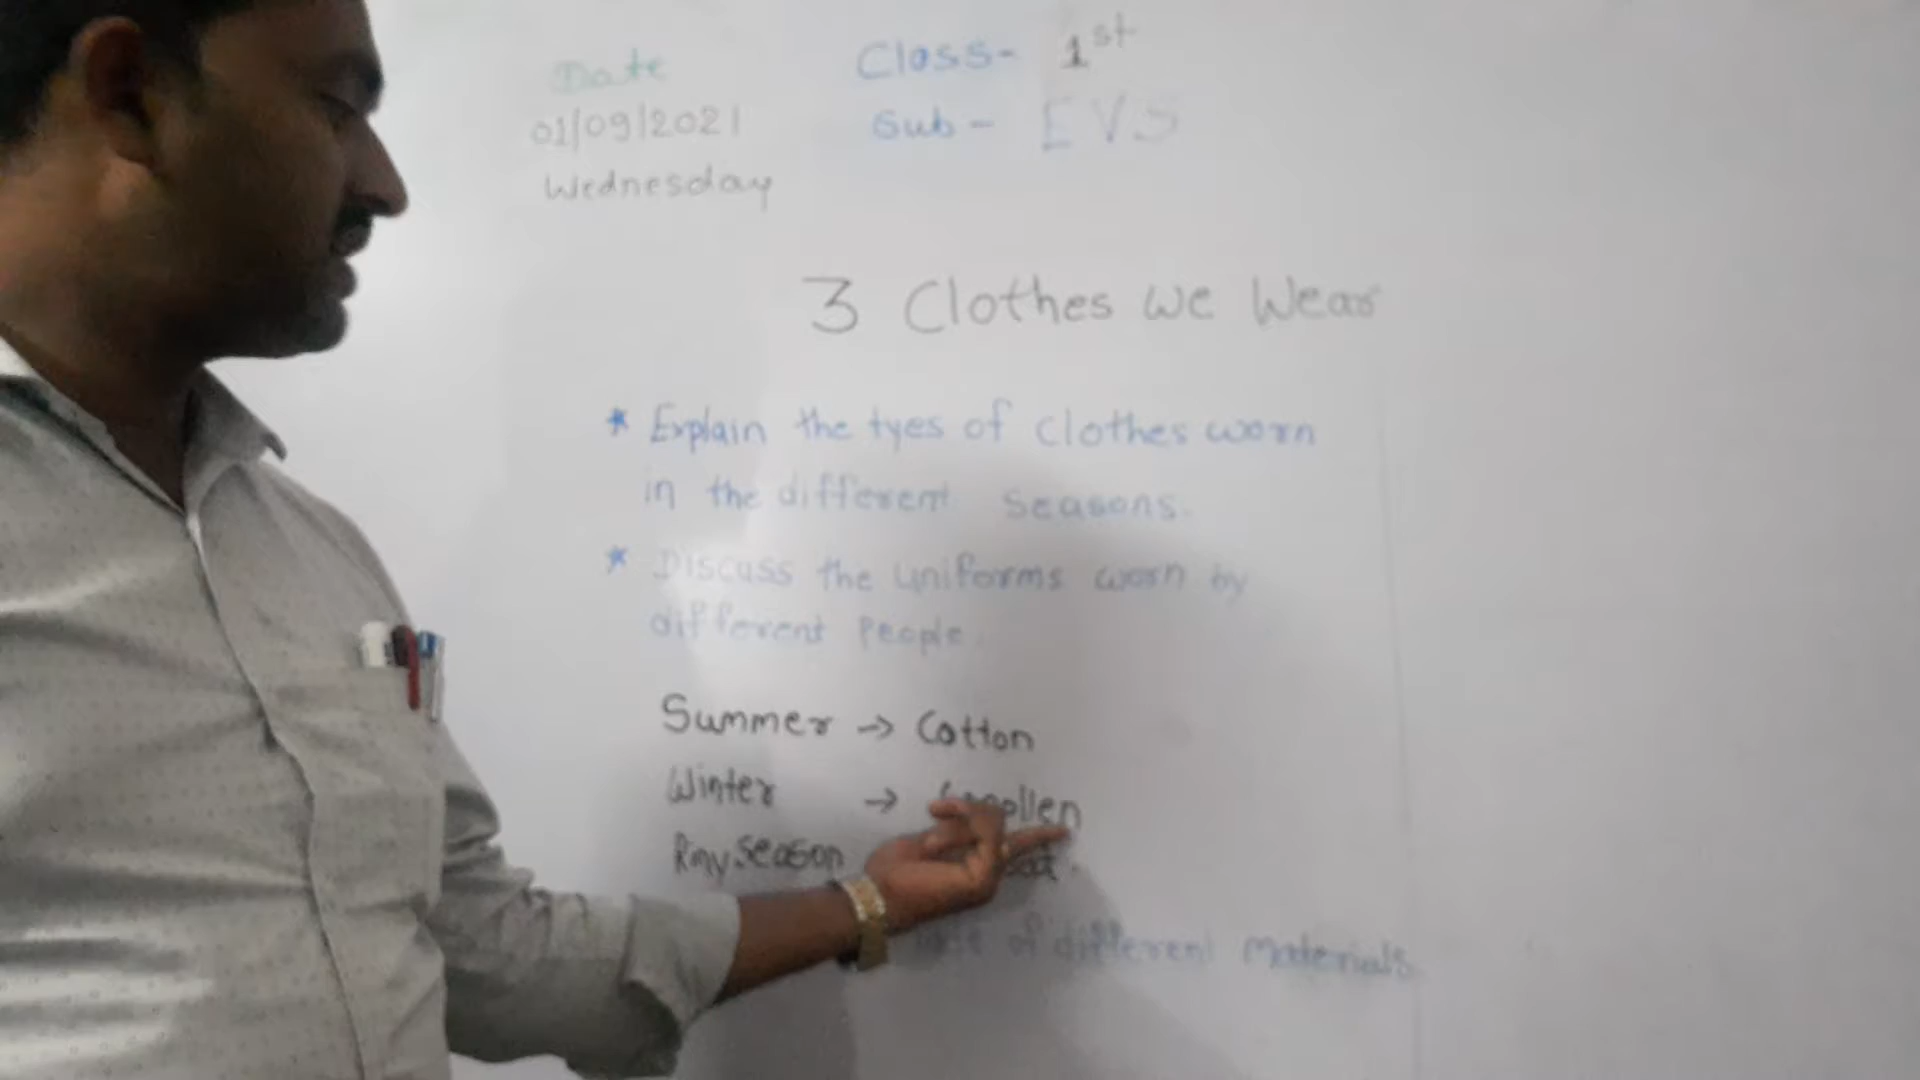 Date
01/09/2021
Wednesday
Class- 1st
Sub- EVS
3 Clothes we Wear
* Explain the tyes of clothes worn
in the different seasons.
* Discuss the uniforms worn by
different People.
Summer → Cotton
Winter →
Riny season
of different Materials